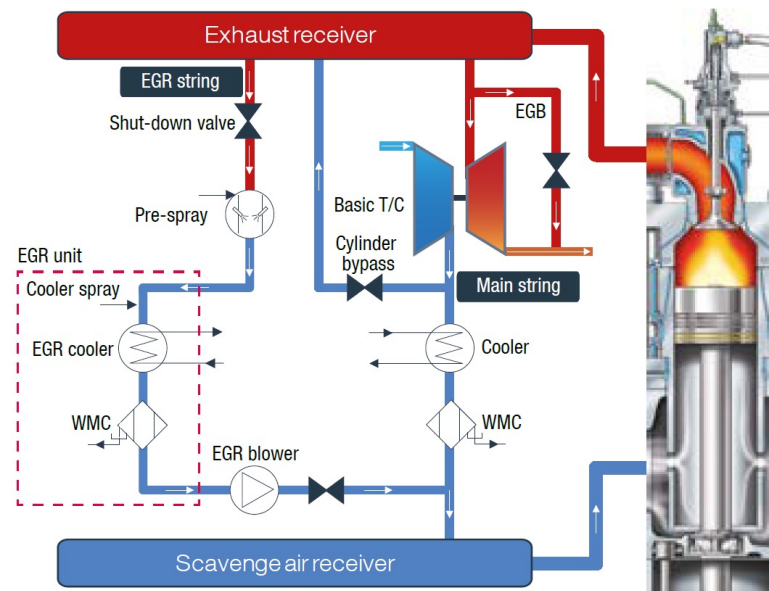 Exhaust receiver
EGR string
Shut-down valve
EGB
Pre-spray
Basic T/C
Cylinder
bypass
Main string
EGR unit
Cooler spray
EGR cooler
Cooler
WMC
WMC
EGR blower
Scavenge air receiver